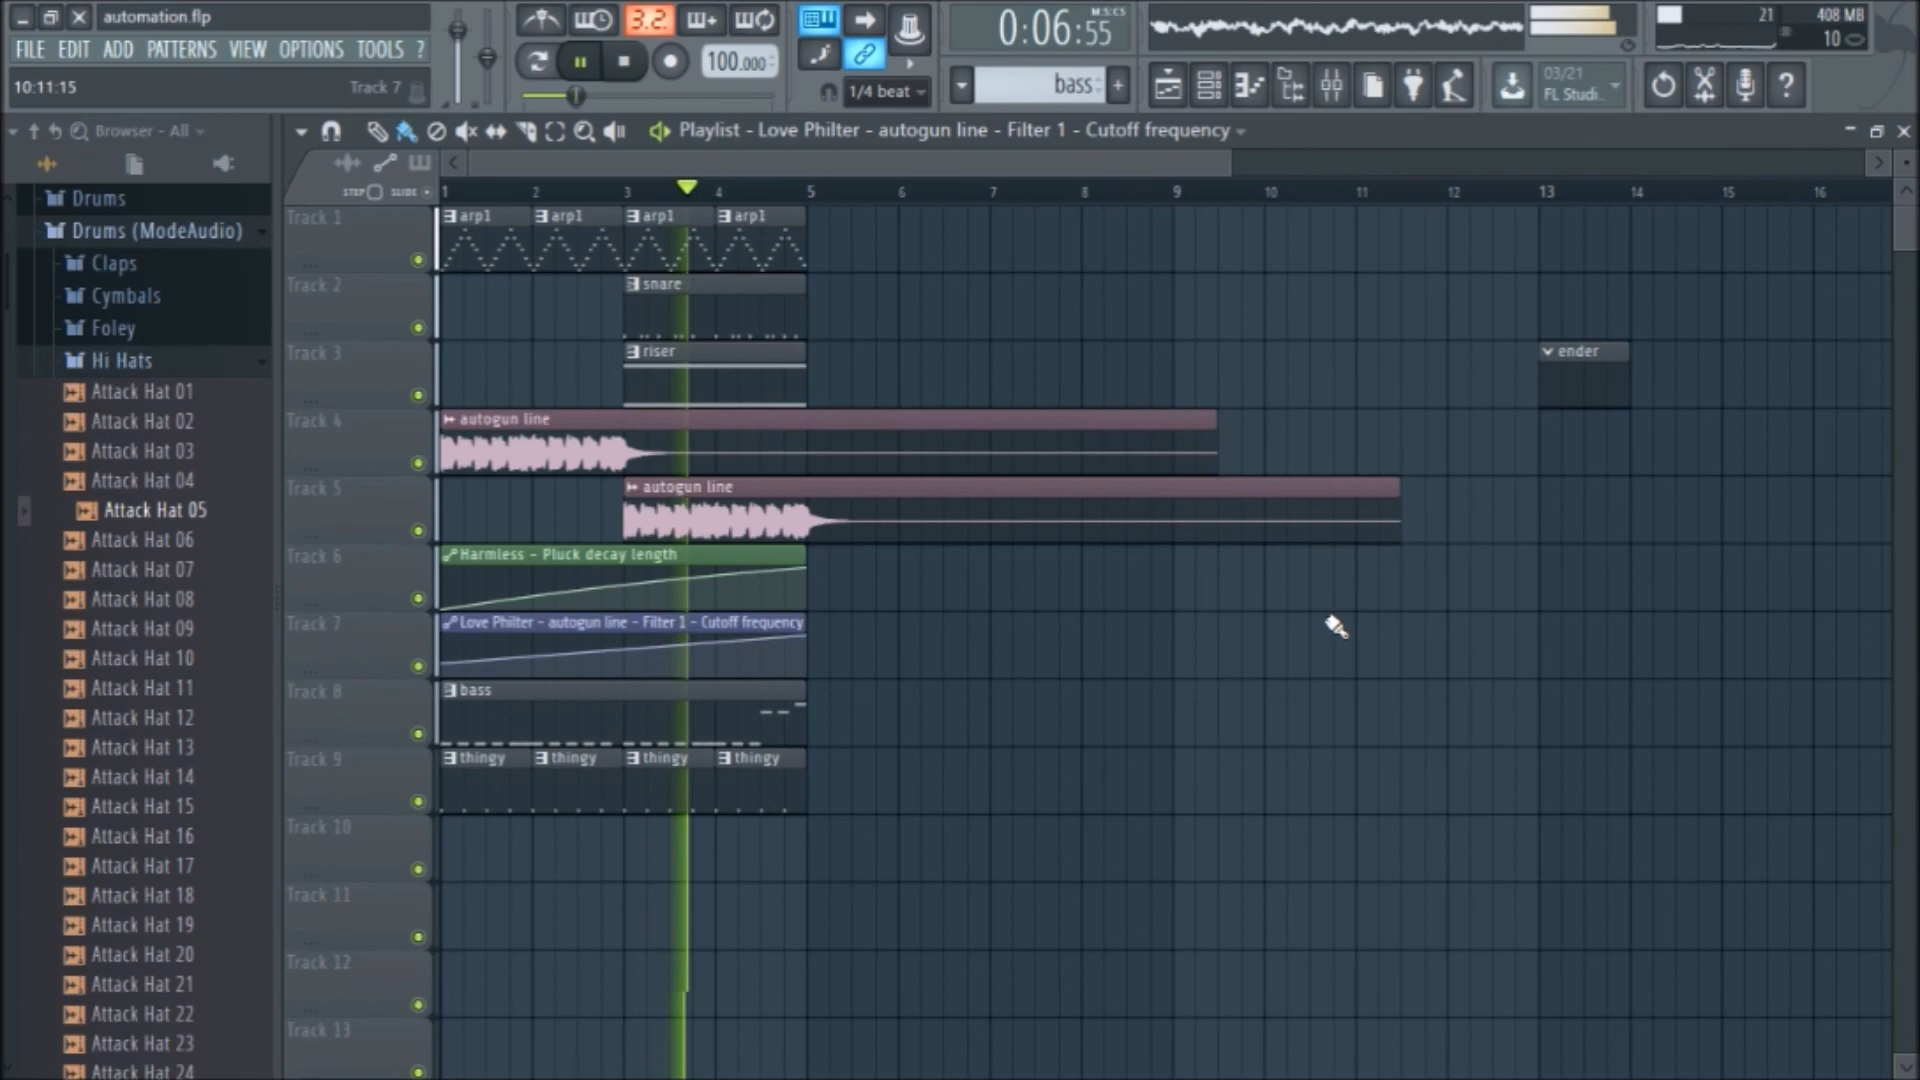 automation.flp
FILE EDIT ADD PATTERNS VIEW OPTIONS TOOLS ?
10:11:15 Track 7
3.2.
100.000
1/4 beat
0:06:55
M:S:CS
bass
21
408 MB
10
03/21
FL Studi..
Browser - All
Playlist - Love Philter - autogun line - Filter 1 - Cutoff frequency
STEP SLIDE
1 2 3 4 5 6 7 8 9 10 11 12 13 14 15 16
Drums
Drums (ModeAudio)
Claps
Cymbals
Foley
Hi Hats
Attack Hat 01
Attack Hat 02
Attack Hat 03
Attack Hat 04
Attack Hat 05
Attack Hat 06
Attack Hat 07
Attack Hat 08
Attack Hat 09
Attack Hat 10
Attack Hat 11
Attack Hat 12
Attack Hat 13
Attack Hat 14
Attack Hat 15
Attack Hat 16
Attack Hat 17
Attack Hat 18
Attack Hat 19
Attack Hat 20
Attack Hat 21
Attack Hat 22
Attack Hat 23
Attack Hat 24
Track 1
arp1 arp1 arp1 arp1
Track 2
snare
Track 3
riser
ender
Track 4
autogun line
Track 5
autogun line
Track 6
Harmless - Pluck decay length
Track 7
Love Philter - autogun line - Filter 1 - Cutoff frequency
Track 8
bass
Track 9
thingy thingy thingy thingy
Track 10
Track 11
Track 12
Track 13